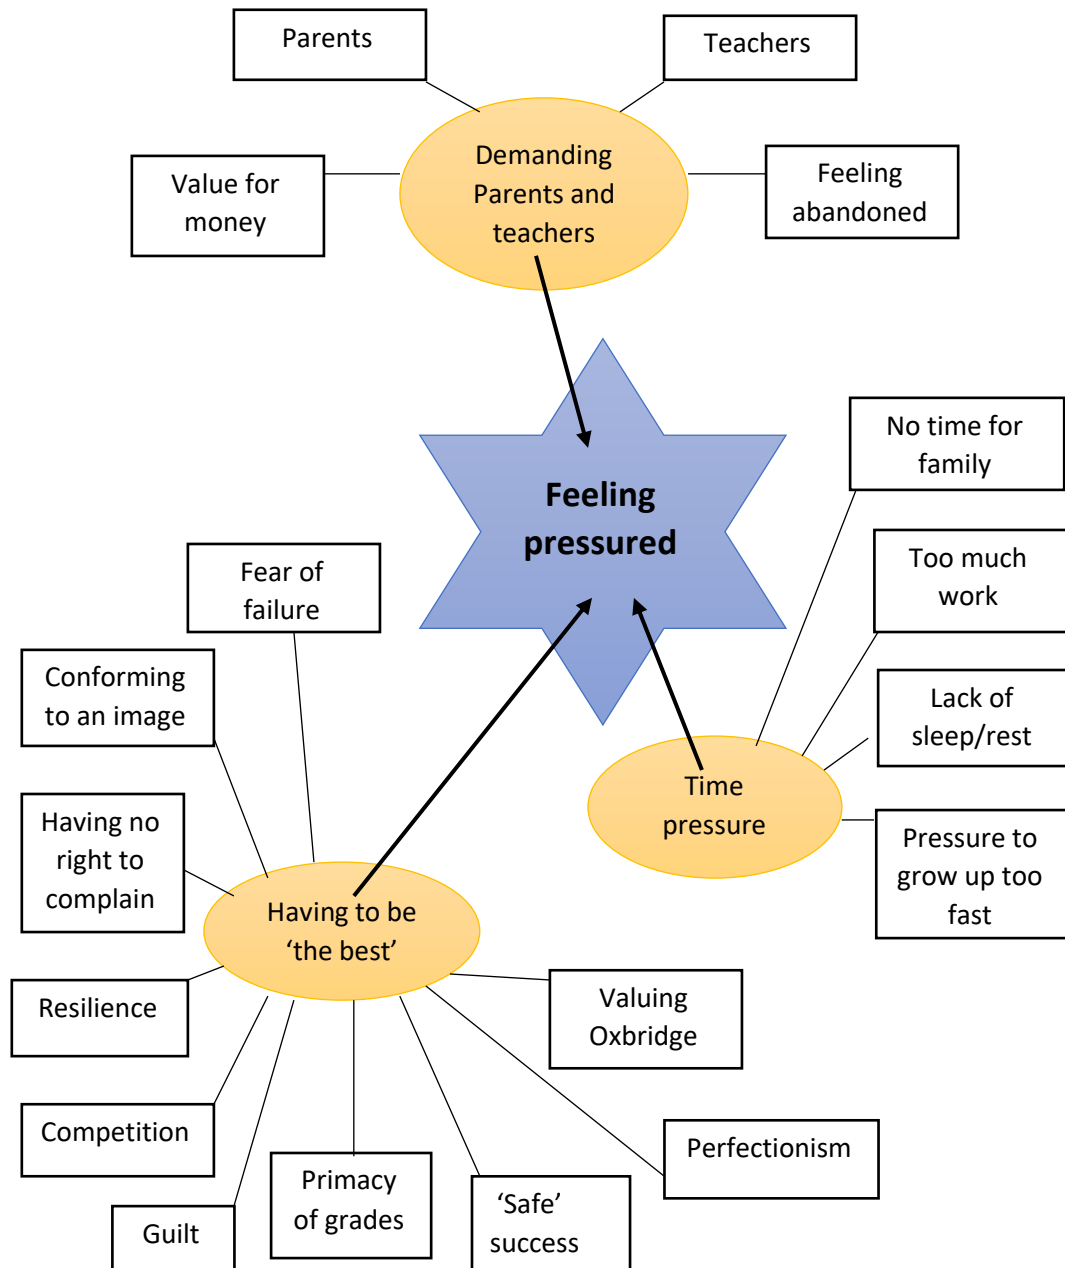 Parents
Teachers
Demanding
Parents and
teachers
Value for
money
Feeling
abandoned
Feeling
pressured
No time for
family
Too much
work
Lack of
sleep/rest
Pressure to
grow up too
fast
Time
pressure
Fear of
failure
Conforming
to an image
Having no
right to
complain
Having to be
‘the best’
Resilience
Competition
Guilt
Primacy
of grades
‘Safe’
success
Perfectionism
Valuing
Oxbridge